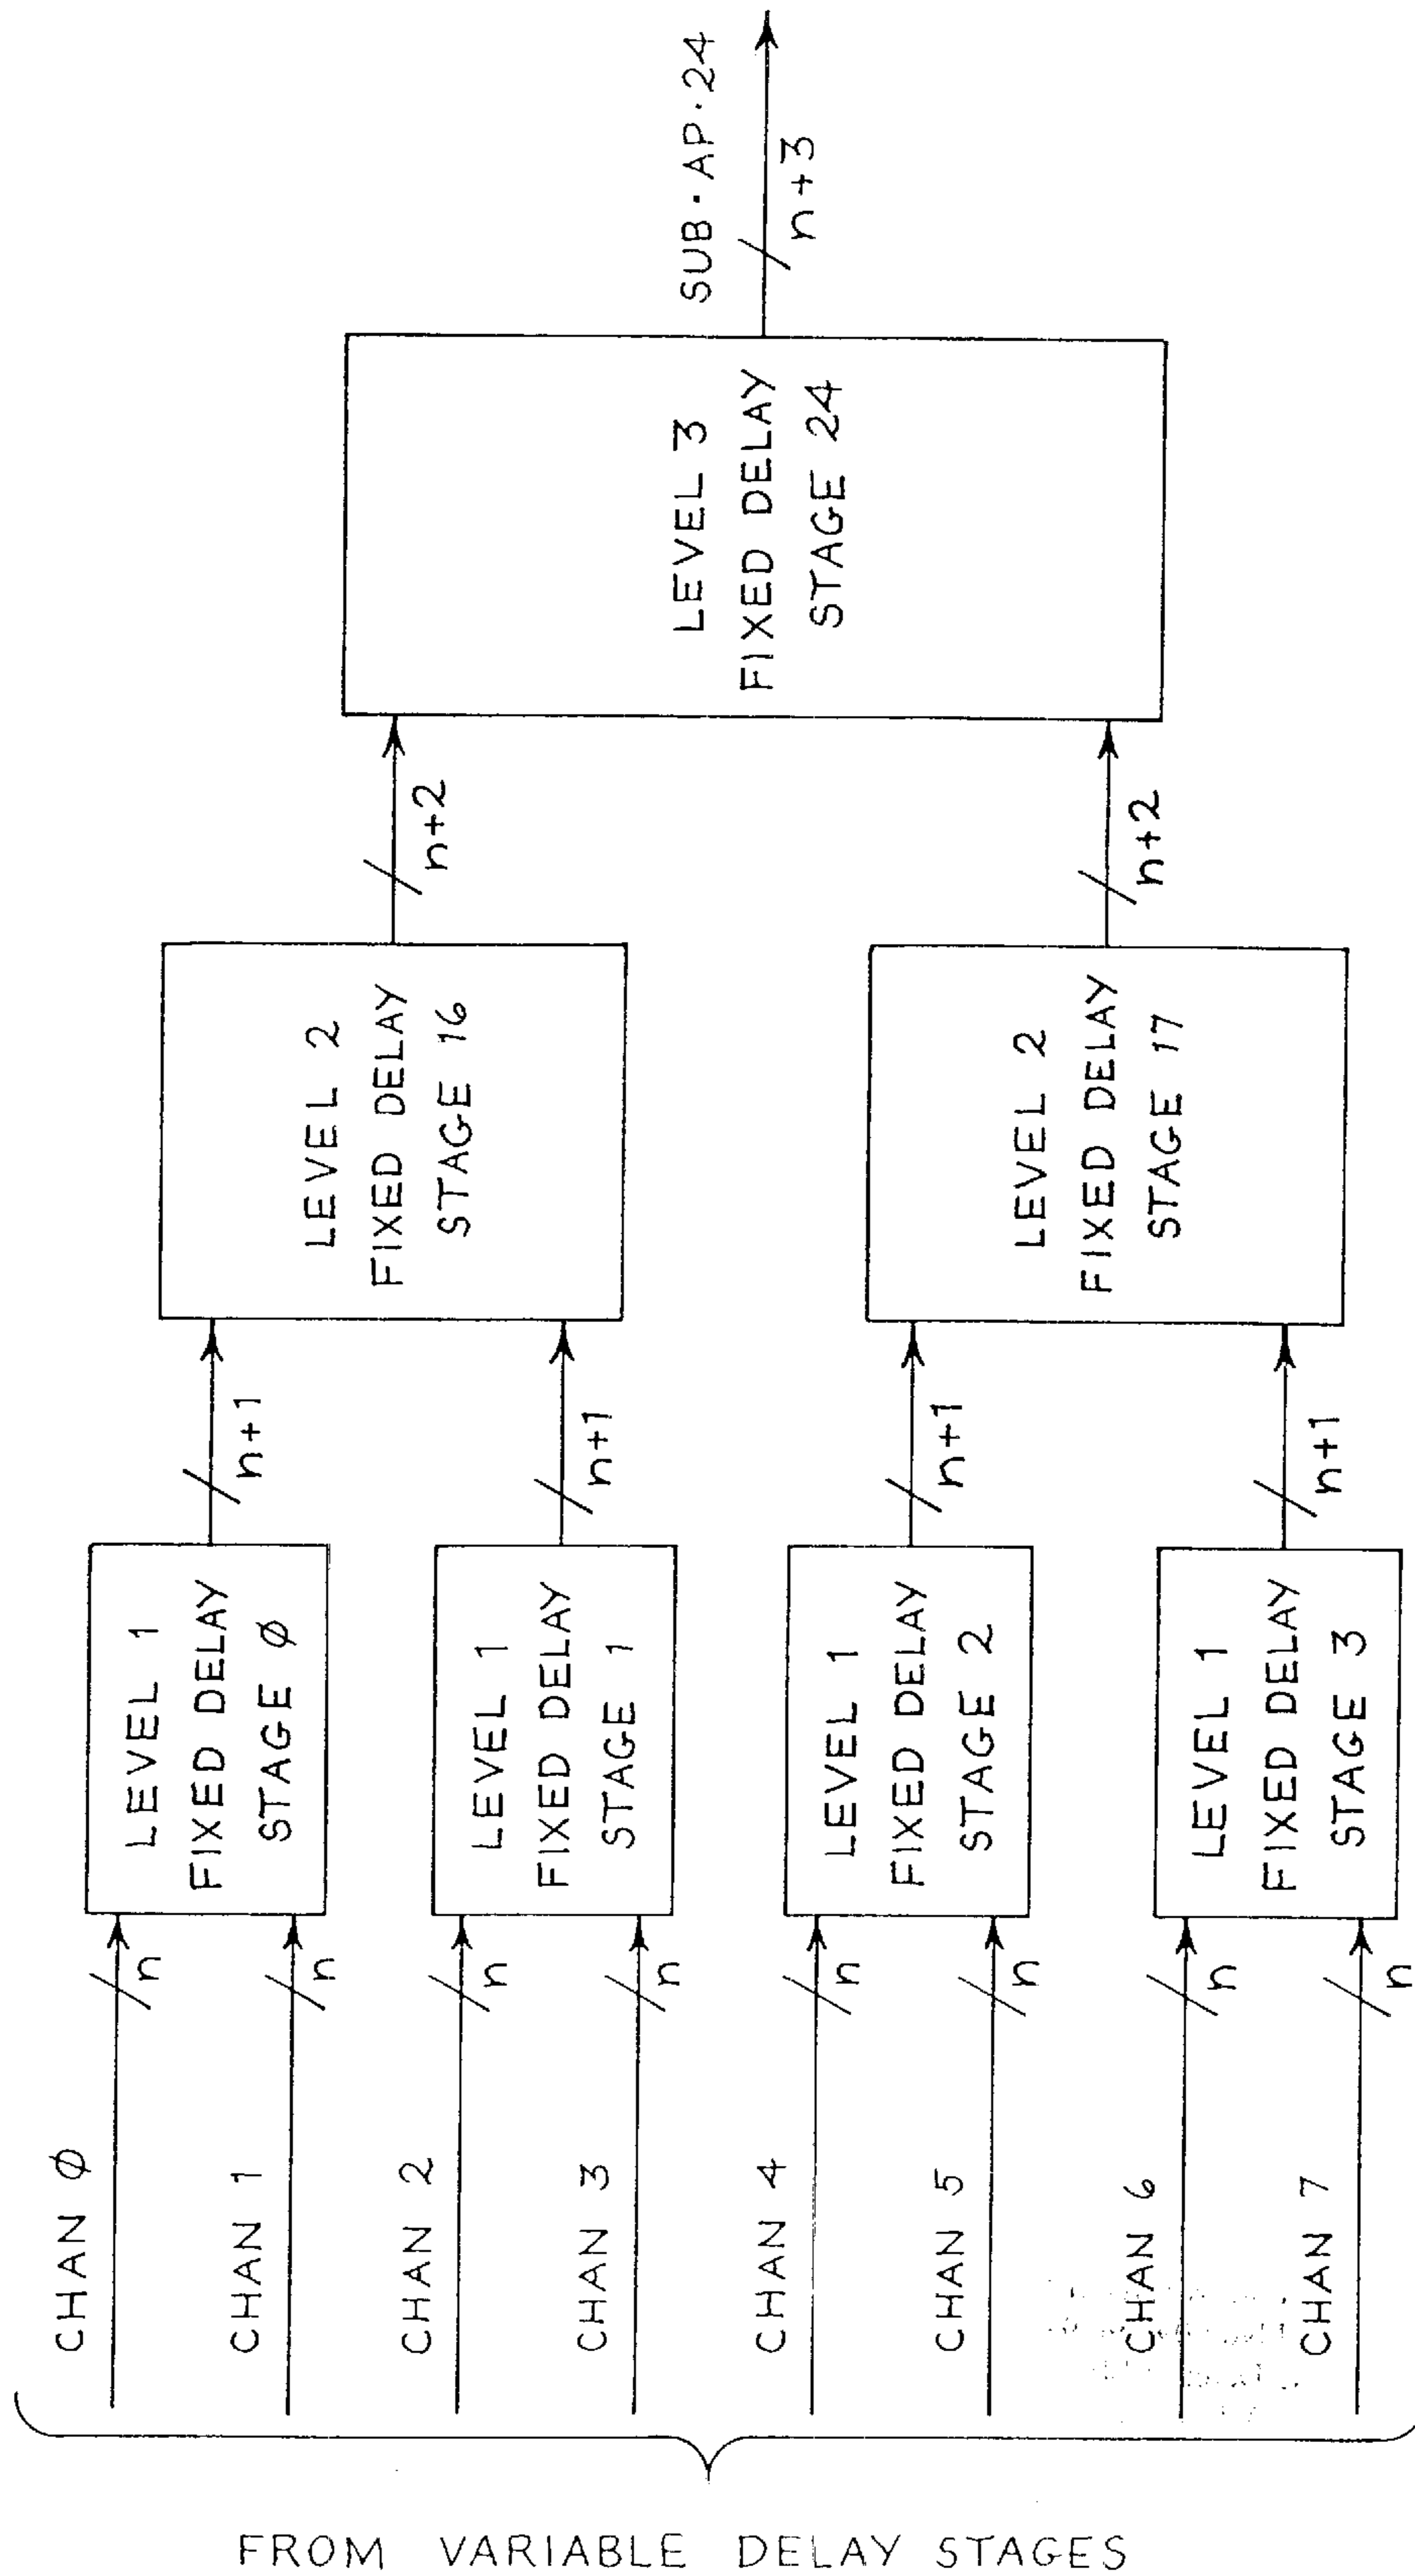 CHAN Ø
CHAN 1
CHAN 2
CHAN 3
CHAN 4
CHAN 5
CHAN 6
CHAN 7
n
n
n
n
n
n
n
n
LEVEL 1
FIXED DELAY
STAGE Ø
LEVEL 1
FIXED DELAY
STAGE 1
LEVEL 1
FIXED DELAY
STAGE 2
LEVEL 1
FIXED DELAY
STAGE 3
n+1
n+1
n+1
n+1
LEVEL 2
FIXED DELAY
STAGE 16
LEVEL 2
FIXED DELAY
STAGE 17
n+2
n+2
LEVEL 3
FIXED DELAY
STAGE 24
SUB·AP·24
n+3
FROM VARIABLE DELAY STAGES